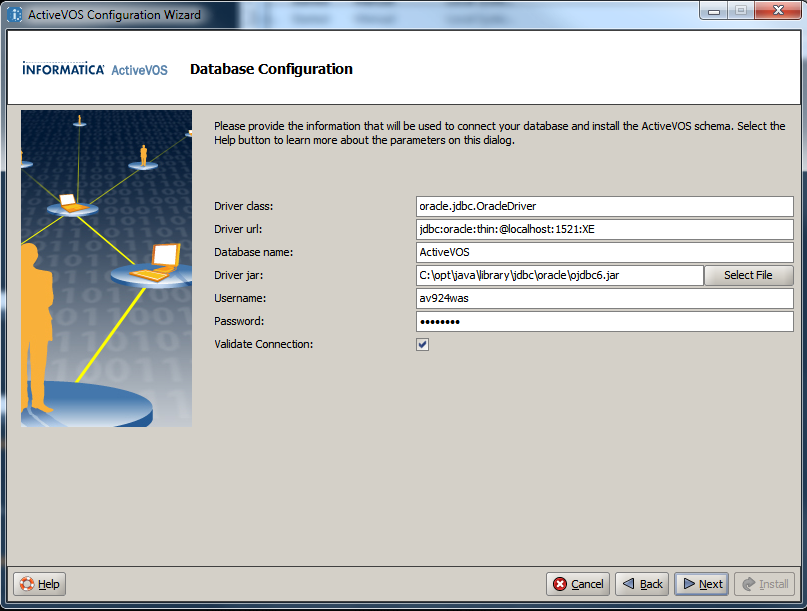 ActiveVOS Configuration Wizard
INFORMATICA ActiveVOS
Database Configuration
Please provide the information that will be used to connect your database and install the ActiveVOS schema. Select the
Help button to learn more about the parameters on this dialog.
Driver class: oracle.jdbc.OracleDriver
Driver url: jdbc:oracle:thin:@localhost:1521:XE
Database name: ActiveVOS
Driver jar: C:\opt\java\library\jdbc\oracle\ojdbc6.jar Select File
Username: av924was
Password: ••••••••
Validate Connection:
Help Cancel Back Next Install